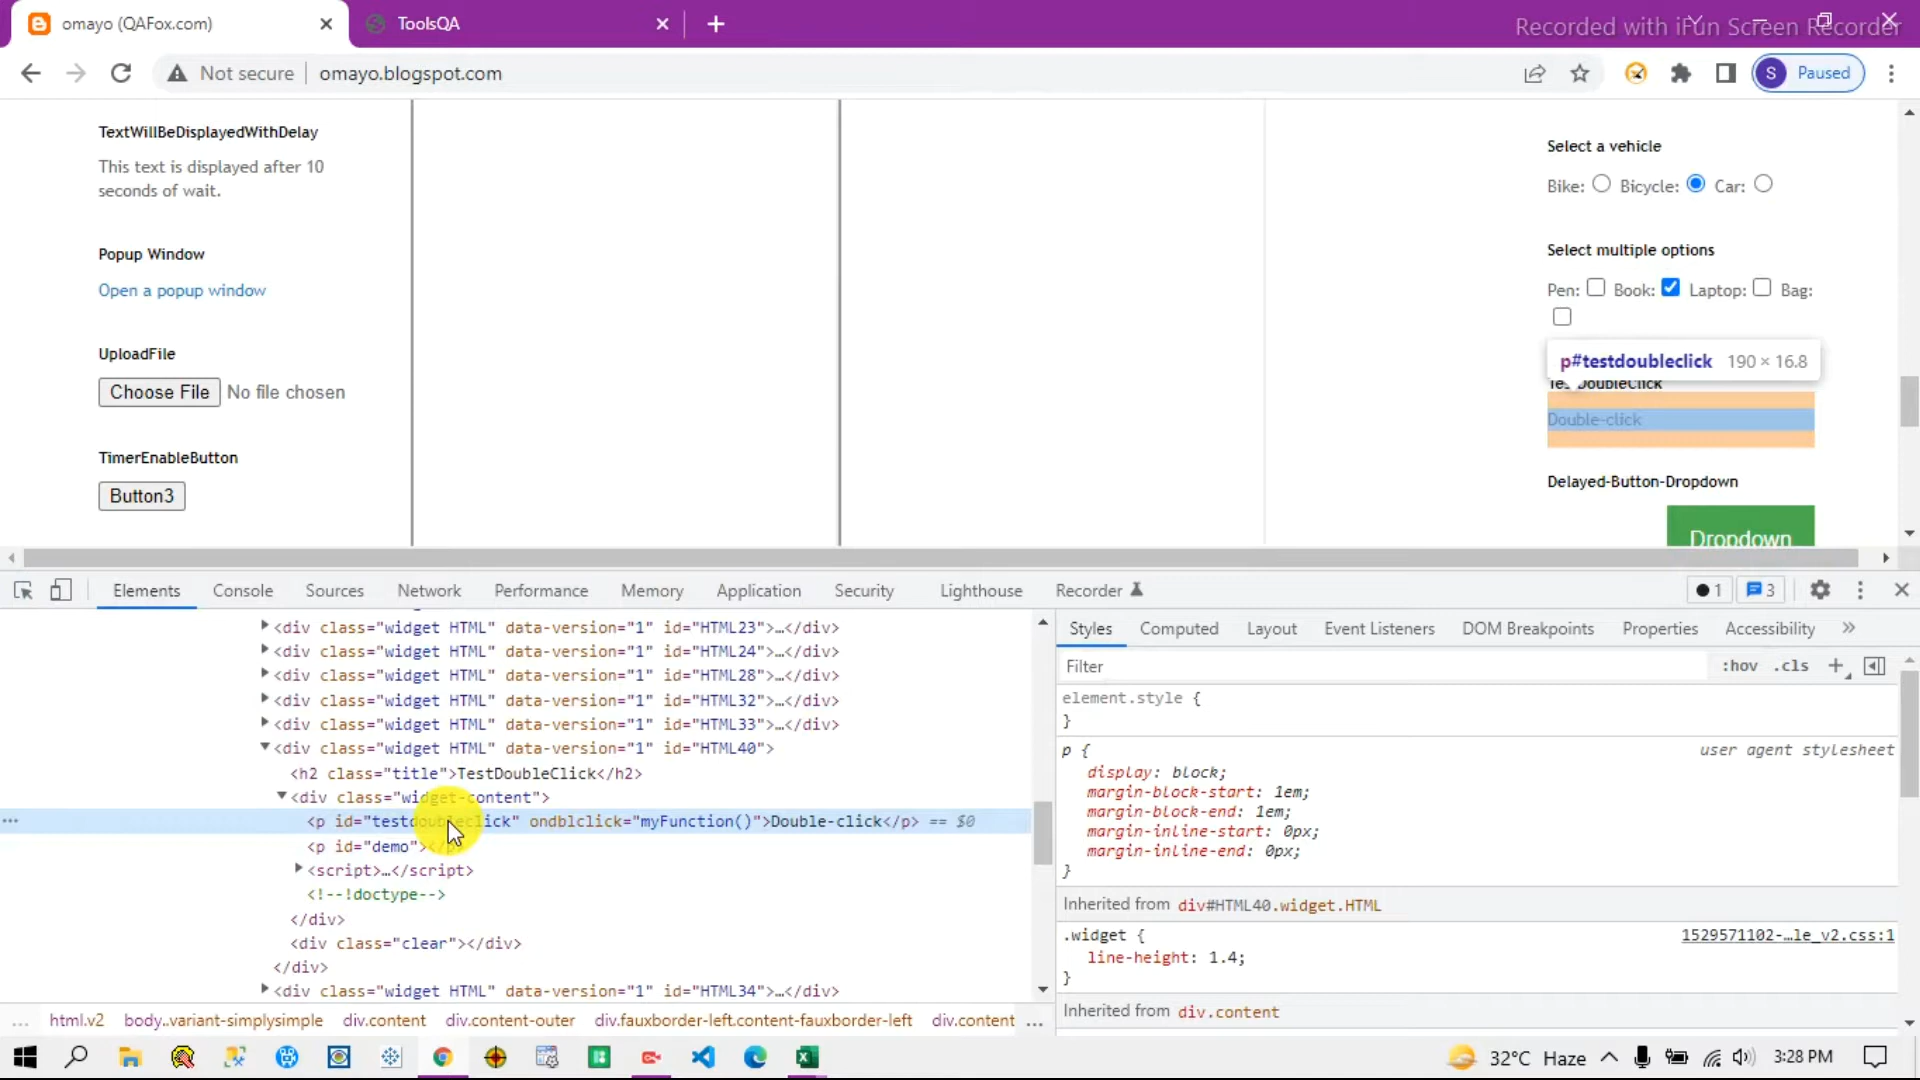 omayo (QAFox.com)
ToolsQA
Recorded with iFun Screen Recorder
Not secure
omayo.blogspot.com
S
Paused
TextWillBeDisplayedWithDelay
This text is displayed after 10
seconds of wait.
Popup Window
Open a popup window
UploadFile
Choose File No file chosen
TimerEnableButton
Button3
Select a vehicle
Bike: Bicycle: Car:
Select multiple options
Pen: Book: Laptop: Bag:
p#testdoubleclick 190 × 16.8
TestDoubleClick
Double-click
Delayed-Button-Dropdown
Dropdown
Elements Console Sources Network Performance Memory Application Security Lighthouse Recorder
1
3
<div class="widget HTML" data-version="1" id="HTML23">…</div>
<div class="widget HTML" data-version="1" id="HTML24">…</div>
<div class="widget HTML" data-version="1" id="HTML28">…</div>
<div class="widget HTML" data-version="1" id="HTML32">…</div>
<div class="widget HTML" data-version="1" id="HTML33">…</div>
<div class="widget HTML" data-version="1" id="HTML40">
<h2 class="title">TestDoubleClick</h2>
<div class="widget-content">
<p id="testdoubleclick" ondblclick="myFunction()">Double-click</p> == $0
<p id="demo"></p>
<script>…</script>
<!--!doctype-->
</div>
<div class="clear"></div>
</div>
<div class="widget HTML" data-version="1" id="HTML34">…</div>
... html.v2 body..variant-simplysimple div.content div.content-outer div.fauxborder-left.content-fauxborder-left div.content ...
Styles Computed Layout Event Listeners DOM Breakpoints Properties Accessibility »
Filter
:hov .cls
element.style {
}
p {
user agent stylesheet
display: block;
margin-block-start: 1em;
margin-block-end: 1em;
margin-inline-start: 0px;
margin-inline-end: 0px;
}
Inherited from div#HTML40.widget.HTML
.widget {
1529571102-…le_v2.css:1
line-height: 1.4;
}
Inherited from div.content
32°C Haze
3:28 PM